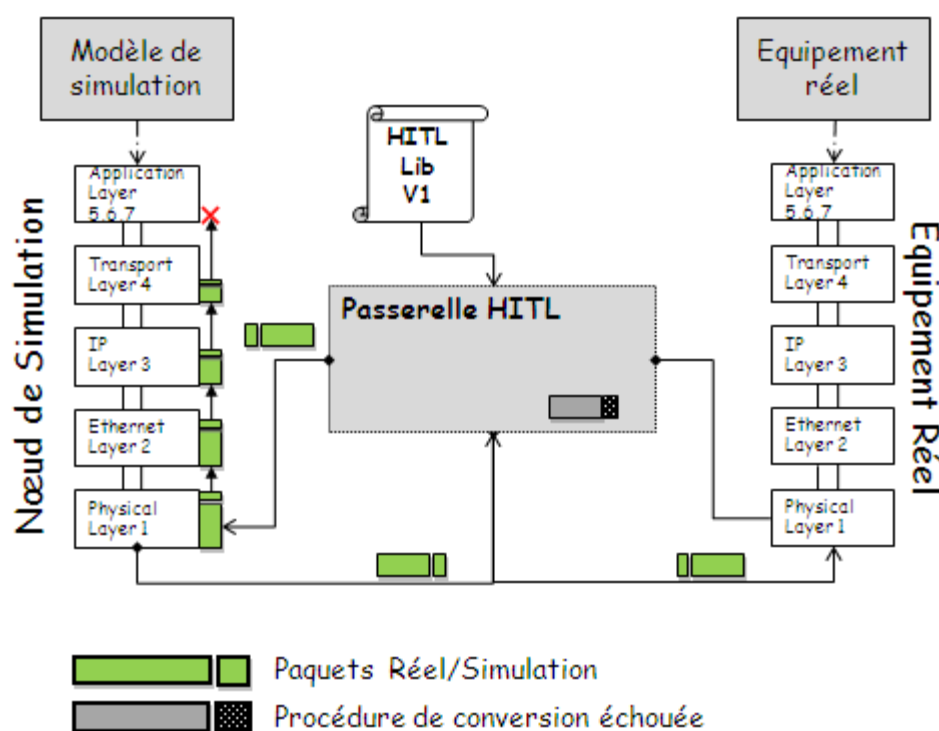 Modèle de
simulation
Equipement
réel
HITL
Lib
V1
Application
Layer
5.6.7
Transport
Layer 4
IP
Layer 3
Ethernet
Layer 2
Physical
Layer 1
Nœud de Simulation
Passerelle HITL
Application
Layer
5.6.7
Transport
Layer 4
IP
Layer 3
Ethernet
Layer 2
Physical
Layer 1
Equipement Réel
Paquets Réel/Simulation
Procédure de conversion échouée